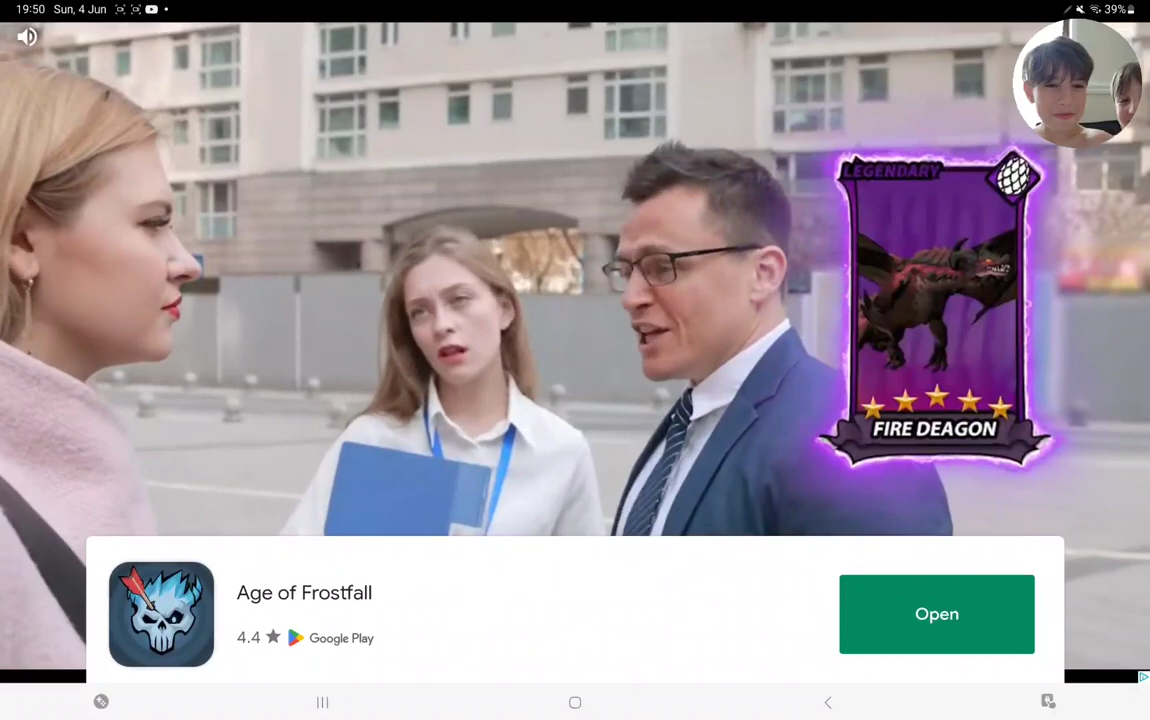 19:50 Sun, 4 Jun
39%
LEGENDARY
FIRE DEAGON
Age of Frostfall
4.4 ★ Google Play
Open